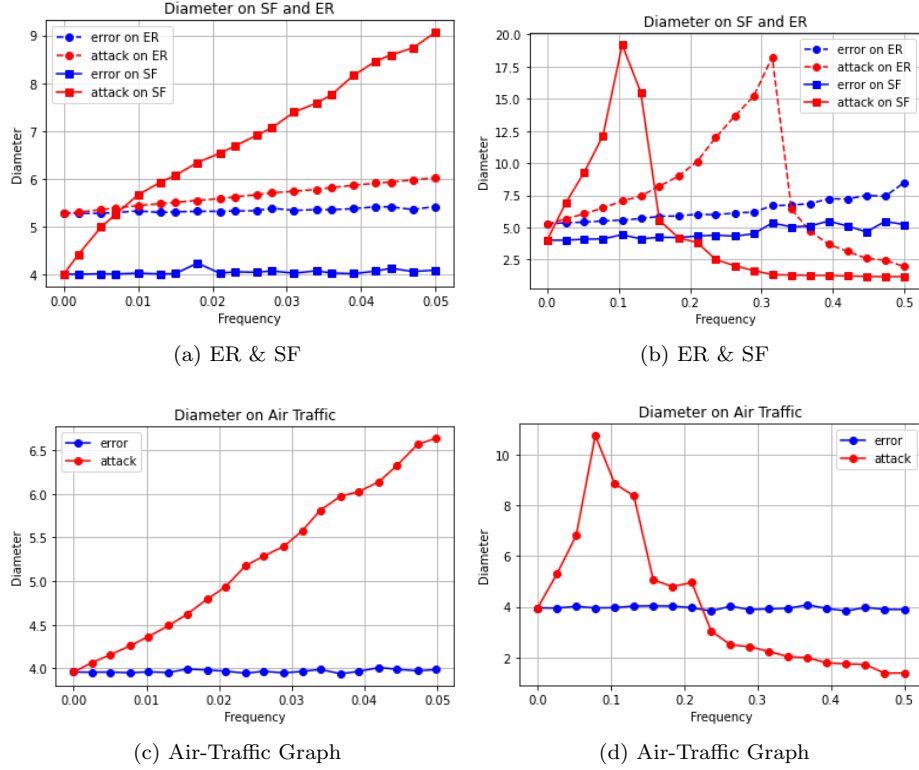 Diameter on SF and ER
error on ER
attack on ER
error on SF
attack on SF
Diameter
9
8
7
6
5
4
0.00 0.01 0.02 0.03 0.04 0.05
Frequency
(a) ER & SF
Diameter on SF and ER
error on ER
attack on ER
error on SF
attack on SF
Diameter
20.0
17.5
15.0
12.5
10.0
7.5
5.0
2.5
0.0 0.1 0.2 0.3 0.4 0.5
Frequency
(b) ER & SF
Diameter on Air Traffic
error
attack
Diameter
6.5
6.0
5.5
5.0
4.5
4.0
0.00 0.01 0.02 0.03 0.04 0.05
Frequency
(c) Air-Traffic Graph
Diameter on Air Traffic
error
attack
Diameter
10
8
6
4
2
0.0 0.1 0.2 0.3 0.4 0.5
Frequency
(d) Air-Traffic Graph